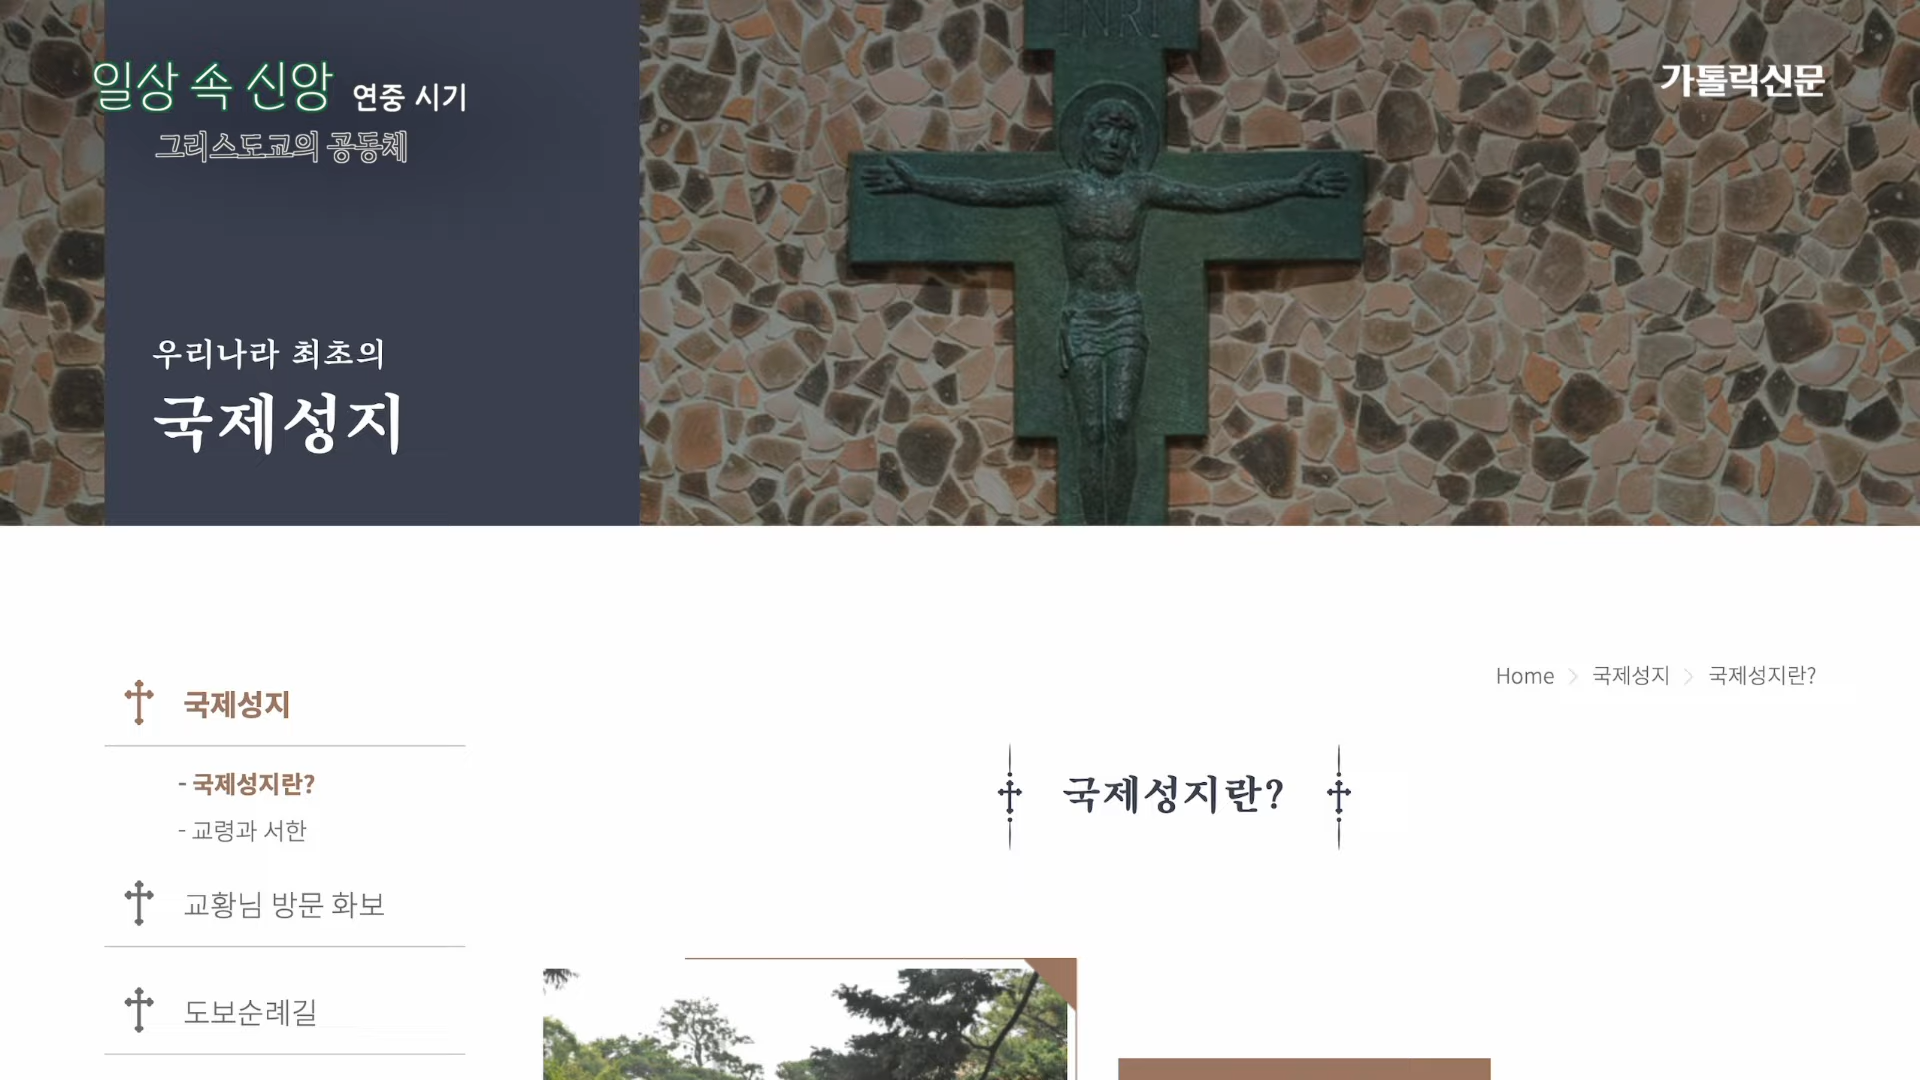 INRI
일상 속 신앙 연중 시기
그리스도교의 공동체
가톨릭신문
우리나라 최초의
국제성지
Home > 국제성지 > 국제성지란?
국제성지
- 국제성지란?
- 교령과 서한
교황님 방문 화보
도보순례길
국제성지란?